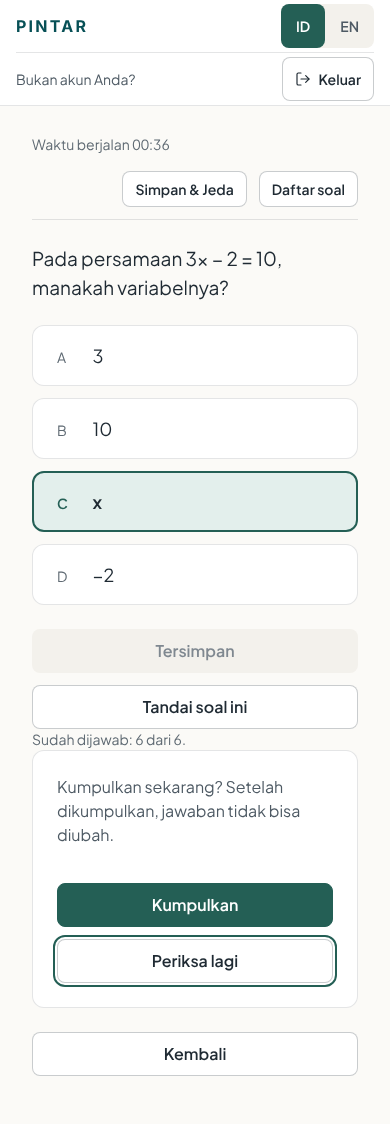 PINTAR
ID
EN
Bukan akun Anda?
Keluar
Waktu berjalan 00:36
Simpan & Jeda
Daftar soal
Pada persamaan 3x − 2 = 10,
manakah variabelnya?
A 3
B 10
C x
D −2
Tersimpan
Tandai soal ini
Sudah dijawab: 6 dari 6.
Kumpulkan sekarang? Setelah
dikumpulkan, jawaban tidak bisa
diubah.
Kumpulkan
Periksa lagi
Kembali